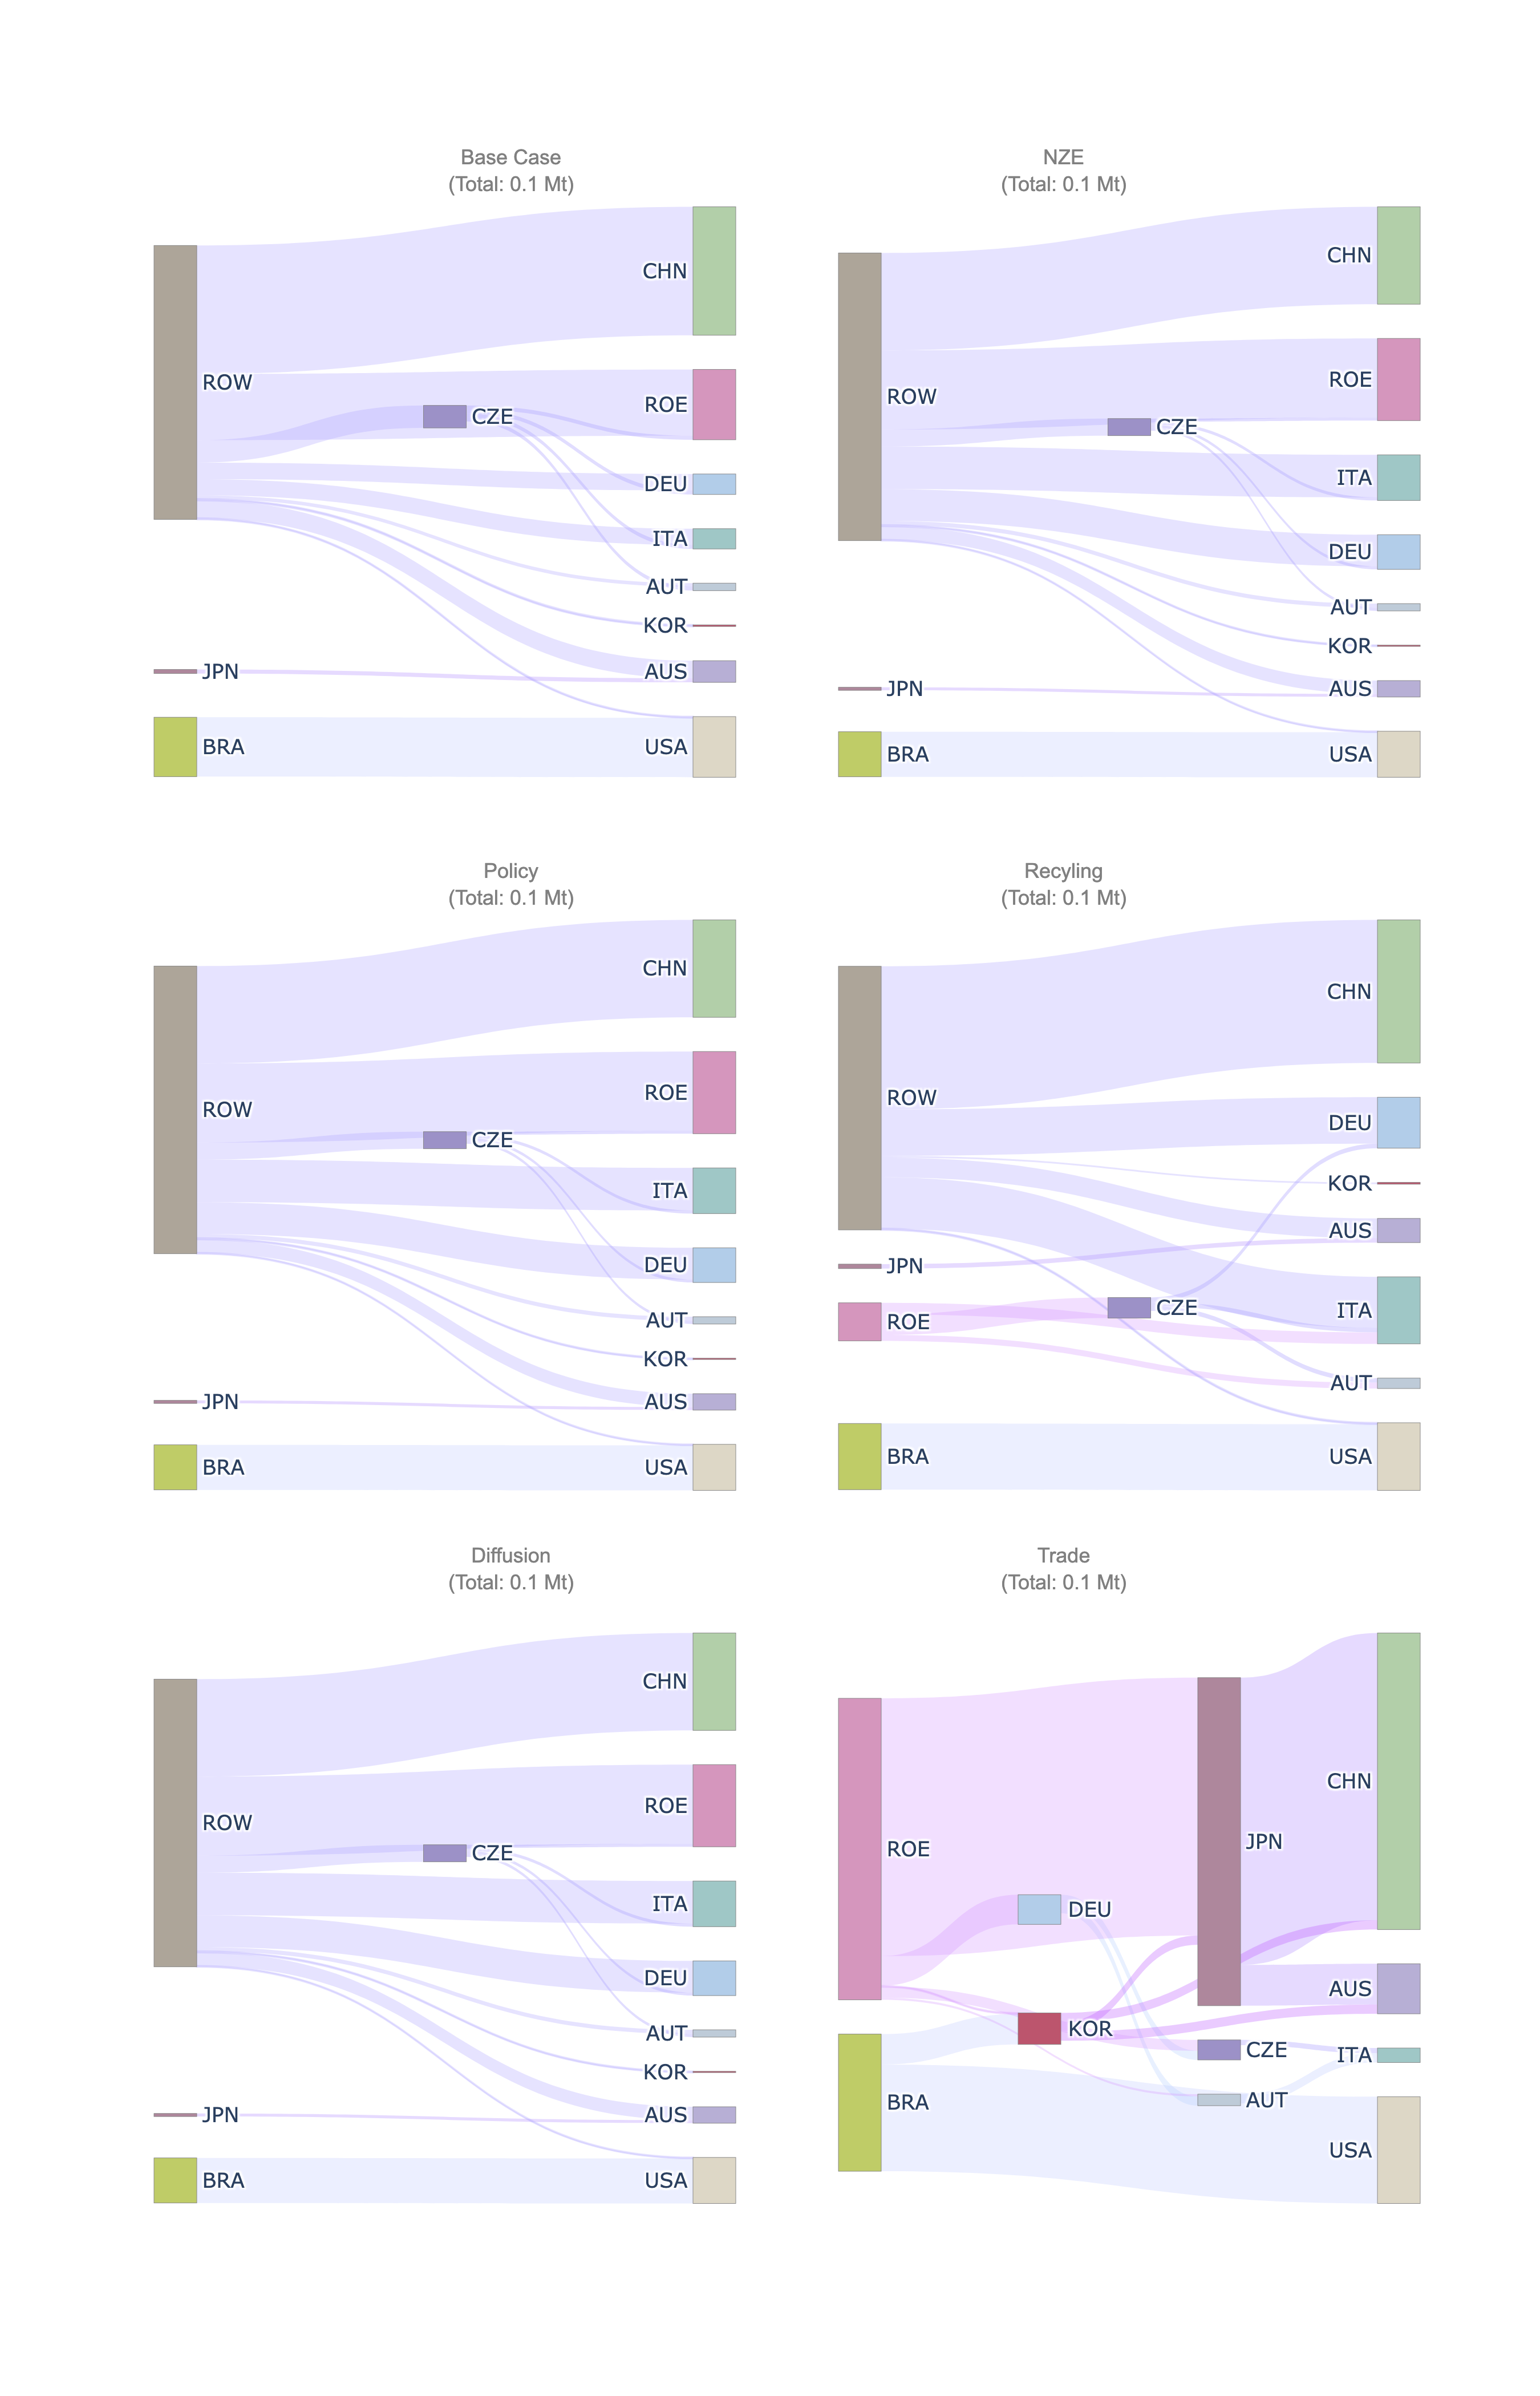 Base Case
(Total: 0.1 Mt)
CHN
ROW
ROE
CZE
DEU
ITA
AUT
KOR
JPN
AUS
BRA
USA
NZE
(Total: 0.1 Mt)
CHN
ROE
ROW
CZE
ITA
DEU
AUT
KOR
JPN
AUS
BRA
USA
Policy
(Total: 0.1 Mt)
CHN
ROE
ROW
CZE
ITA
DEU
AUT
KOR
JPN
AUS
BRA
USA
Recyling
(Total: 0.1 Mt)
CHN
ROW
DEU
KOR
AUS
JPN
CZE
ITA
ROE
AUT
BRA
USA
Diffusion
(Total: 0.1 Mt)
CHN
ROE
ROW
CZE
ITA
DEU
AUT
KOR
JPN
AUS
BRA
USA
Trade
(Total: 0.1 Mt)
CHN
JPN
ROE
DEU
AUS
KOR
CZE
ITA
BRA
AUT
USA